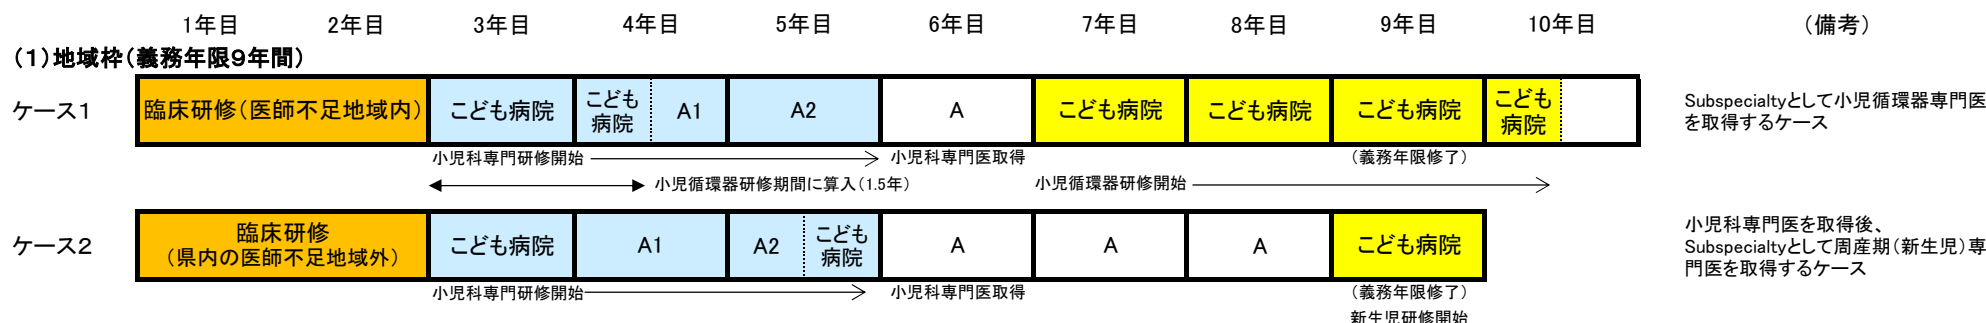 1年目 2年目 3年目 4年目 5年目 6年目 7年目 8年目 9年目 10年目 (備考)
(1)地域枠(義務年限9年間)
ケース1 臨床研修(医師不足地域内) こども病院 こども病院 A1 A2 A こども病院 こども病院 こども病院 こども病院
Subspecialtyとして小児循環器専門医
を取得するケース
小児科専門研修開始 小児科専門医取得 (義務年限修了)
小児循環器研修期間に算入(1.5年) 小児循環器研修開始
ケース2
臨床研修
(県内の医師不足地域外)
こども病院 A1 A2 こども病院 A A A こども病院
小児科専門医を取得後、
Subspecialtyとして周産期(新生児)専
門医を取得するケース
小児科専門研修開始 小児科専門医取得 (義務年限修了)
新生児研修開始